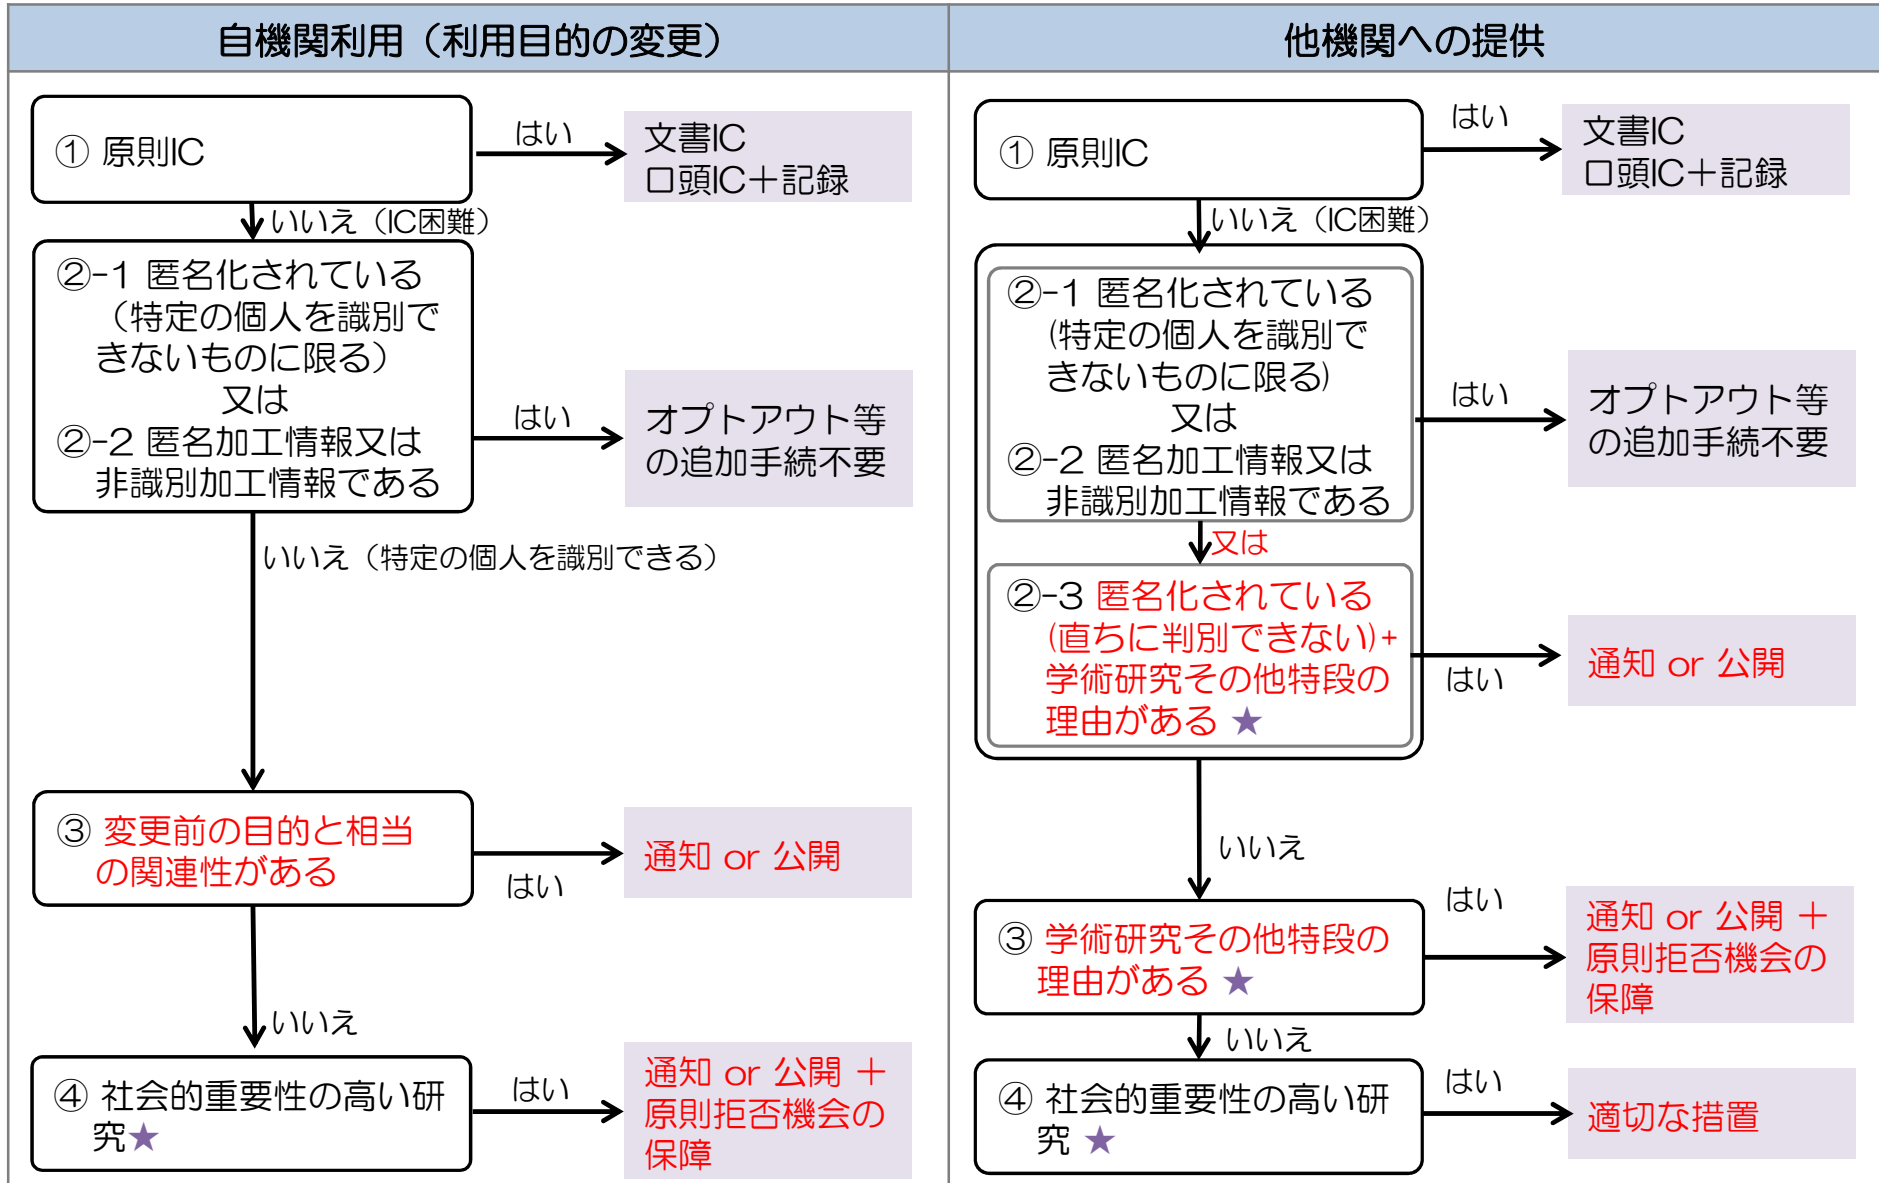 自機関利用（利用目的の変更）
① 原則IC
はい
文書IC
口頭IC＋記録
いいえ（IC困難）
②-1 匿名化されている
（特定の個人を識別で
きないものに限る）
又は
②-2 匿名加工情報又は
非識別加工情報である
はい
オプトアウト等
の追加手続不要
いいえ（特定の個人を識別できる）
③ 変更前の目的と相当
の関連性がある
はい
通知 or 公開
いいえ
④ 社会的重要性の高い研
究★
はい
通知 or 公開 ＋
原則拒否機会の
保障
他機関への提供
① 原則IC
はい
文書IC
口頭IC＋記録
いいえ（IC困難）
②-1 匿名化されている
(特定の個人を識別で
きないものに限る)
又は
②-2 匿名加工情報又は
非識別加工情報である
はい
オプトアウト等
の追加手続不要
又は
②-3 匿名化されている
(直ちに判別できない)+
学術研究その他特段の
理由がある ★
はい
通知 or 公開
いいえ
③ 学術研究その他特段の
理由がある ★
はい
通知 or 公開 ＋
原則拒否機会の
保障
いいえ
④ 社会的重要性の高い研
究 ★
はい
適切な措置